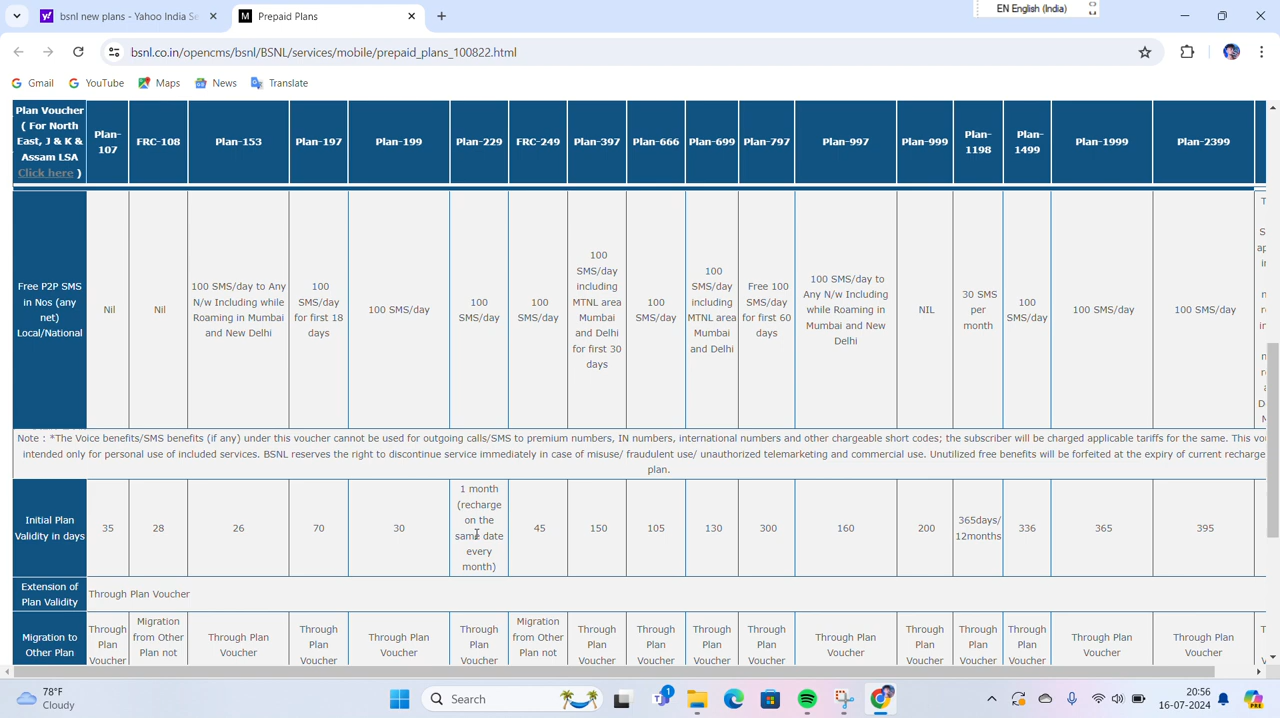 EN English (India)
bsnl new plans - Yahoo India Se
Prepaid Plans
bsnl.co.in/opencms/bsnl/BSNL/services/mobile/prepaid_plans_100822.html
Gmail
YouTube
Maps
News
Translate
Plan Voucher
( For North
East, J & K &
Assam LSA
Click here )
Plan-
107
FRC-108
Plan-153
Plan-197
Plan-199
Plan-229
FRC-249
Plan-397
Plan-666
Plan-699
Plan-797
Plan-997
Plan-999
Plan-
1198
Plan-
1499
Plan-1999
Plan-2399
Free P2P SMS
in Nos (any
net)
Local/National
Nil
Nil
100 SMS/day to Any
N/w Including while
Roaming in Mumbai
and New Delhi
100
SMS/day
for first 18
days
100 SMS/day
100
SMS/day
100
SMS/day
100
SMS/day
including
MTNL area
Mumbai
and Delhi
for first 30
days
100
SMS/day
100
SMS/day
including
MTNL area
Mumbai
and Delhi
Free 100
SMS/day
for first 60
days
100 SMS/day to
Any N/w Including
while Roaming in
Mumbai and New
Delhi
NIL
30 SMS
per
month
100
SMS/day
100 SMS/day
100 SMS/day
Note : *The Voice benefits/SMS benefits (if any) under this voucher cannot be used for outgoing calls/SMS to premium numbers, IN numbers, international numbers and other chargeable short codes; the subscriber will be charged applicable tariffs for the same. This vo
intended only for personal use of included services. BSNL reserves the right to discontinue service immediately in case of misuse/ fraudulent use/ unauthorized telemarketing and commercial use. Unutilized free benefits will be forfeited at the expiry of current recharge
plan.
Initial Plan
Validity in days
35
28
26
70
30
1 month
(recharge
on the
same date
every
month)
45
150
105
130
300
160
200
365days/
12months
336
365
395
Extension of
Plan Validity
Through Plan Voucher
Migration to
Other Plan
Through
Plan
Voucher
Migration
from Other
Plan not
Through Plan
Voucher
Through
Plan
Voucher
Through Plan
Voucher
Through
Plan
Voucher
Migration
from Other
Plan not
Through
Plan
Voucher
Through
Plan
Voucher
Through
Plan
Voucher
Through
Plan
Voucher
Through Plan
Voucher
Through
Plan
Voucher
Through
Plan
Voucher
Through
Plan
Voucher
Through Plan
Voucher
Through Plan
Voucher
78°F
Cloudy
Search
1
20:56
16-07-2024